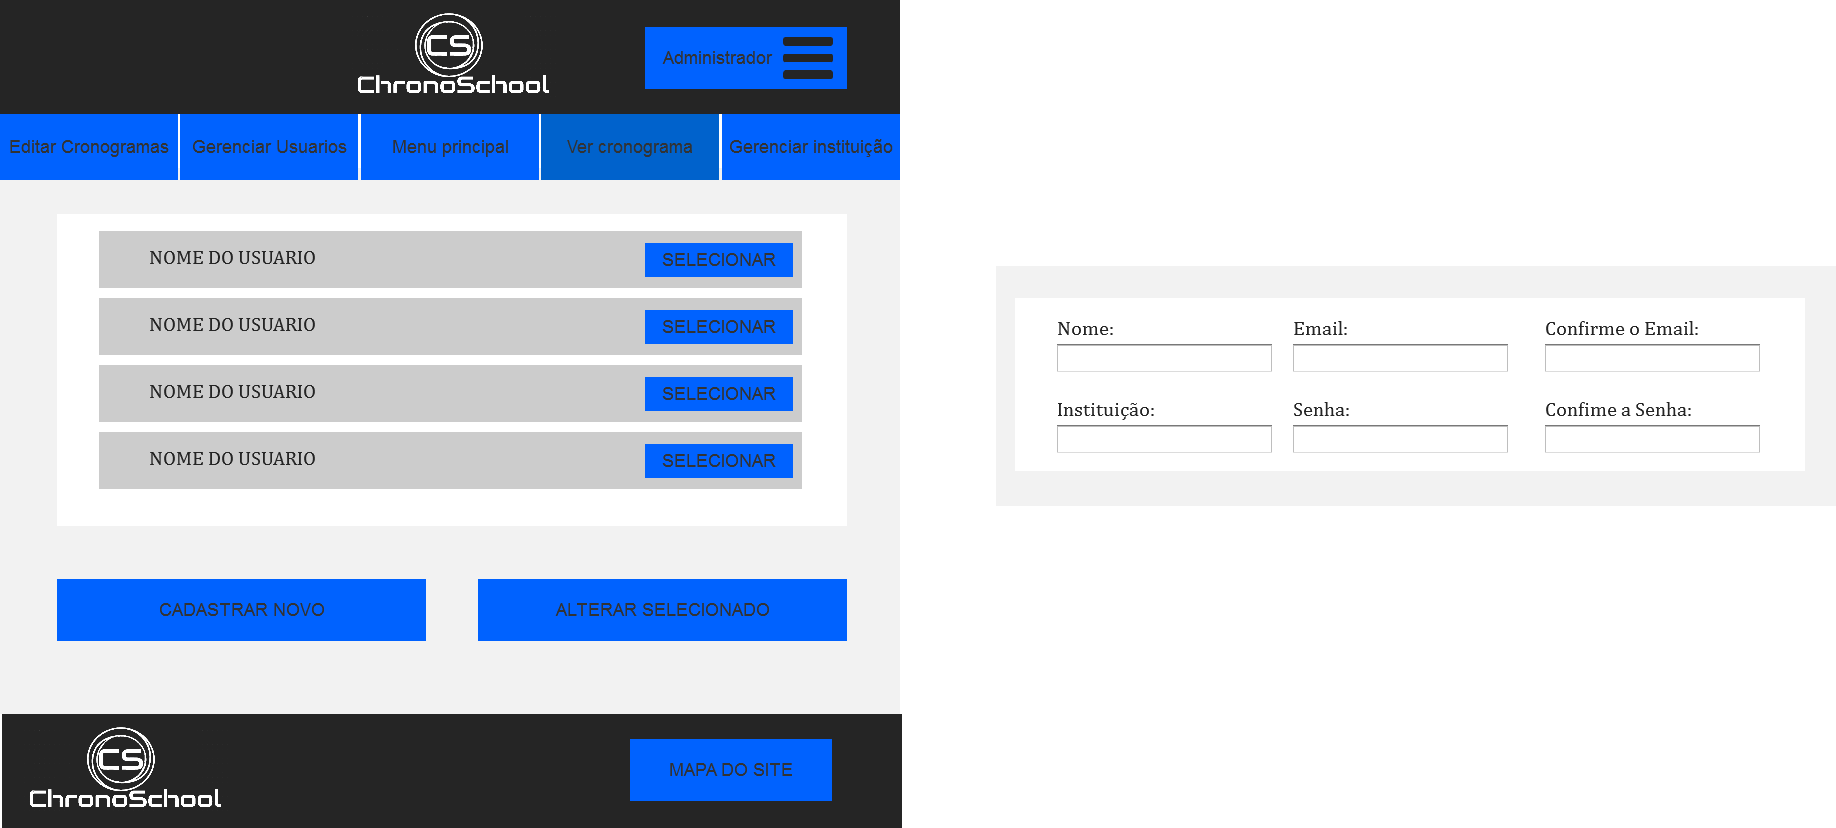 CS
ChronoSchool
Administrador
Editar Cronogramas
Gerenciar Usuarios
Menu principal
Ver cronograma
Gerenciar instituição
NOME DO USUARIO
SELECIONAR
NOME DO USUARIO
SELECIONAR
NOME DO USUARIO
SELECIONAR
NOME DO USUARIO
SELECIONAR
CADASTRAR NOVO
ALTERAR SELECIONADO
CS
ChronoSchool
MAPA DO SITE
Nome:
Email:
Confirme o Email:
Instituição:
Senha:
Confime a Senha: